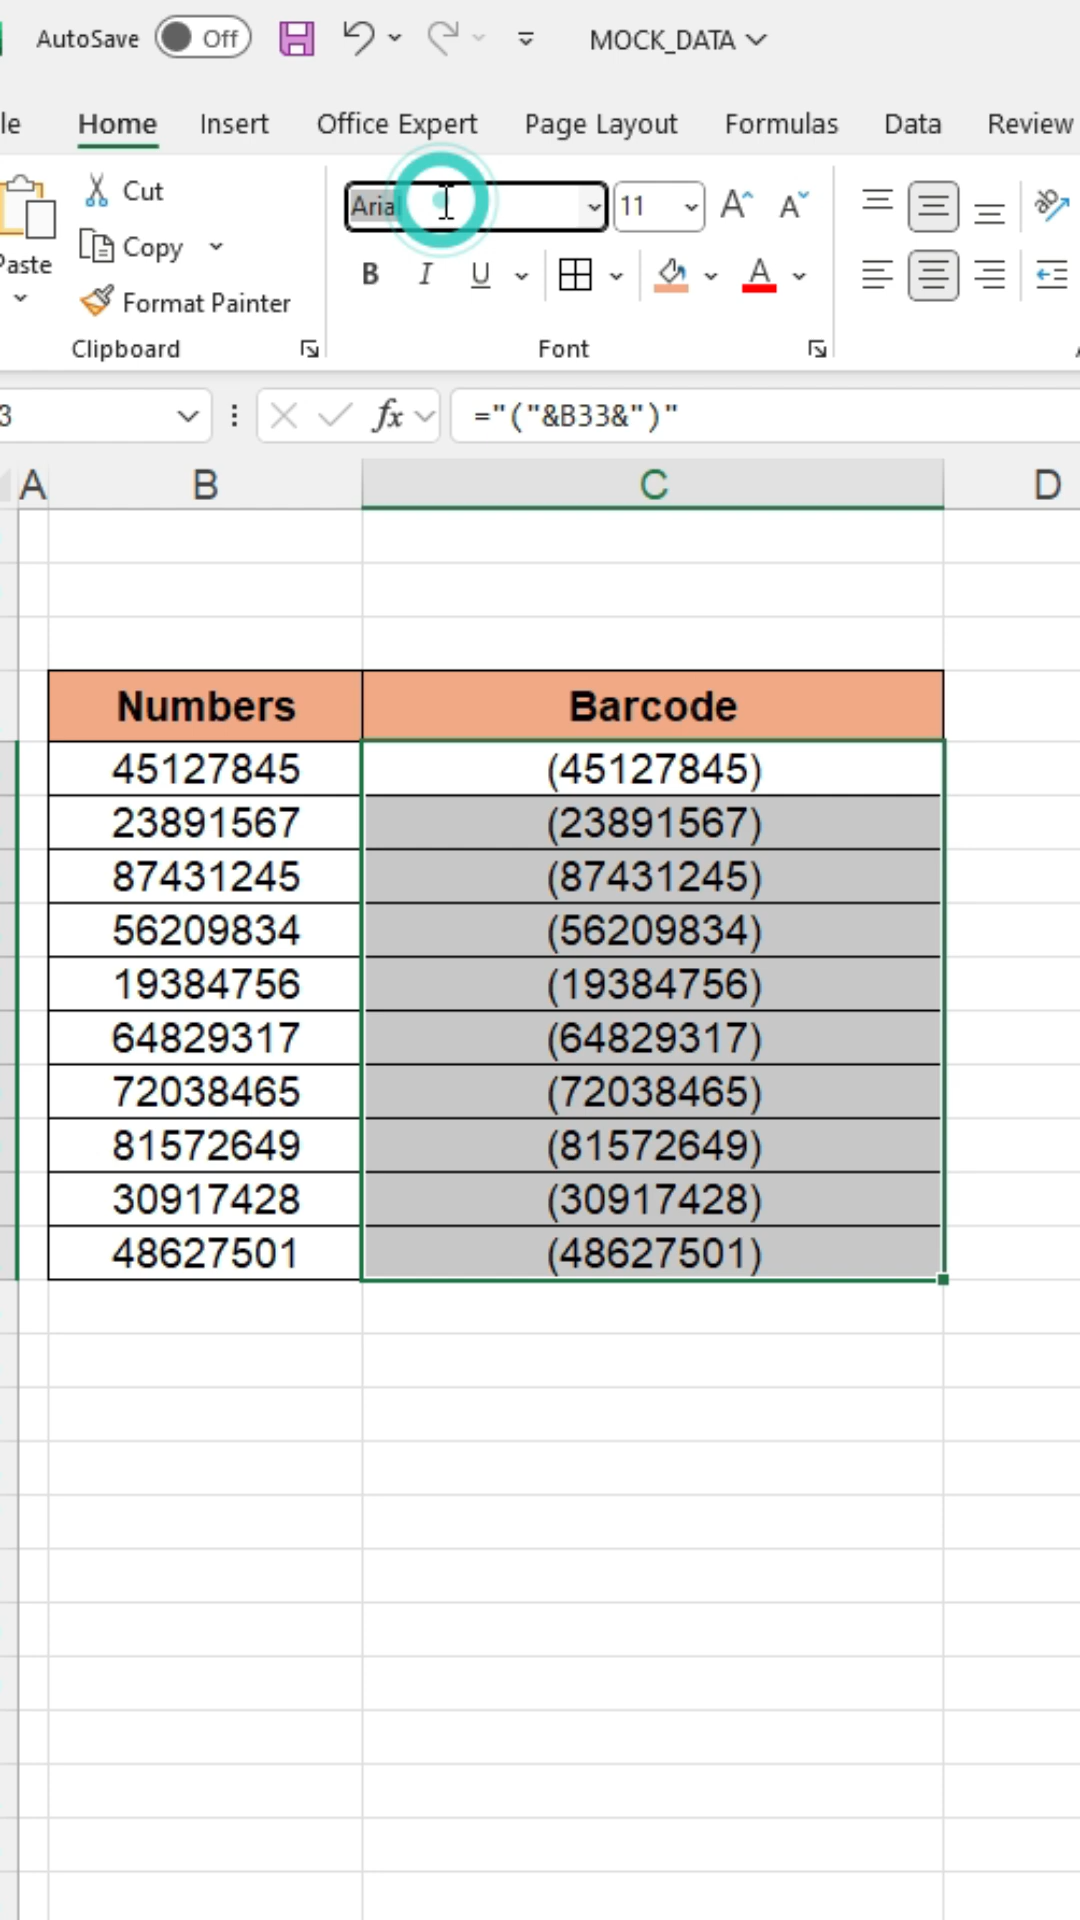 AutoSave Off MOCK_DATA
le Home Insert Office Expert Page Layout Formulas Data Review
Paste Cut
Copy
Format Painter
Arial 11
B I U A
Clipboard Font
3 fx ="("&B33&")"
A B C D
Numbers Barcode
45127845 (45127845)
23891567 (23891567)
87431245 (87431245)
56209834 (56209834)
19384756 (19384756)
64829317 (64829317)
72038465 (72038465)
81572649 (81572649)
30917428 (30917428)
48627501 (48627501)